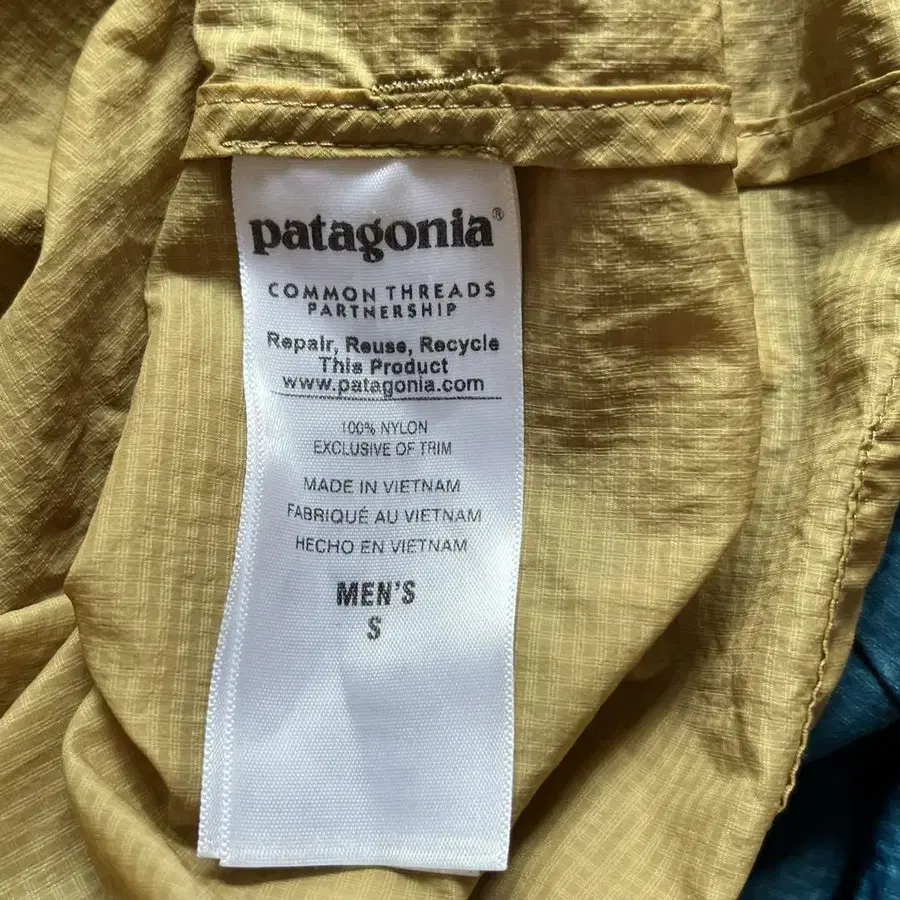 patagonia®
COMMON THREADS
PARTNERSHIP
Repair, Reuse, Recycle
This Product
www.patagonia.com
100% NYLON
EXCLUSIVE OF TRIM
MADE IN VIETNAM
FABRIQUÉ AU VIETNAM
HECHO EN VIETNAM
MEN'S
S